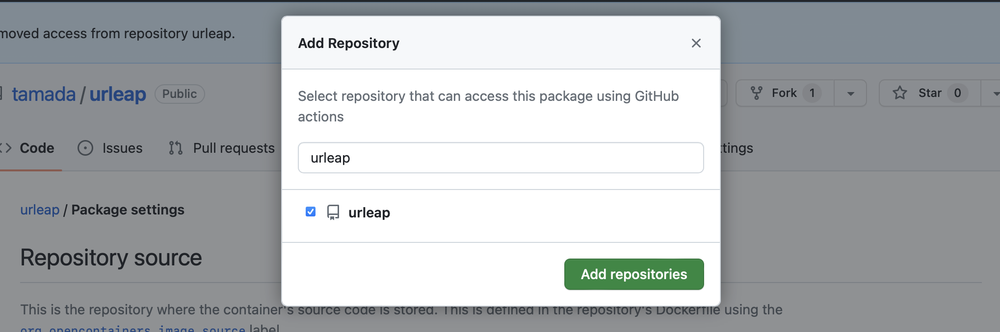 moved access from repository urleap.
Add Repository
tamada / urleap Public
Fork 1
Star 0
Select repository that can access this package using GitHub
actions
Code Issues Pull requests
ttings
urleap
urleap
urleap / Package settings
Add repositories
Repository source
This is the repository where the container's source code is stored. This is defined in the repository's Dockerfile using the
org.opencontainers.image.source label